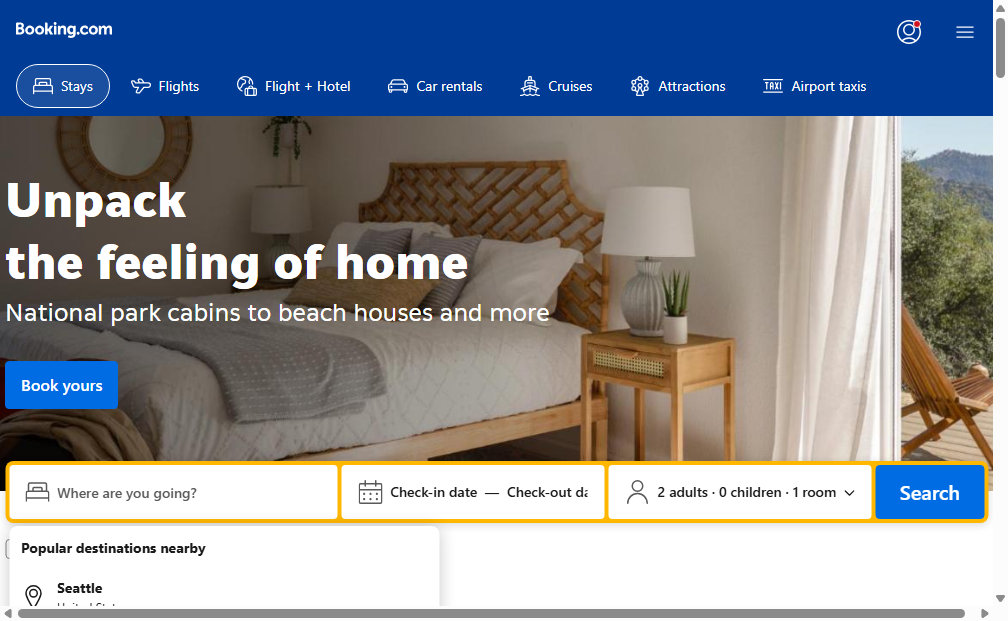 Booking.com
Stays
Flights
Flight + Hotel
Car rentals
Cruises
Attractions
TAXI
Airport taxis
Unpack
the feeling of home
National park cabins to beach houses and more
Book yours
Where are you going?
Check-in date — Check-out da
2 adults · 0 children · 1 room
Search
Popular destinations nearby
Seattle